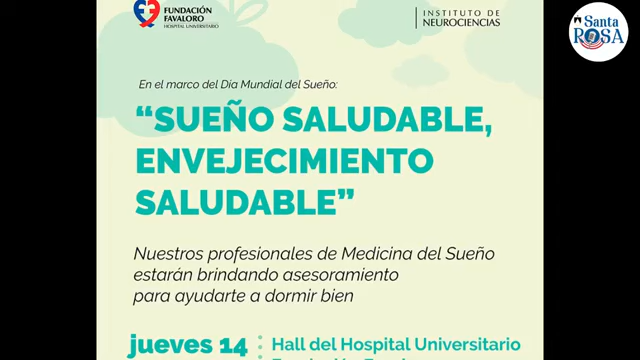 FUNDACIÓN
FAVALORO
HOSPITAL UNIVERSITARIO
INSTITUTO DE
NEUROCIENCIAS
Santa
ROSA
En el marco del Día Mundial del Sueño:
“SUEÑO SALUDABLE,
ENVEJECIMIENTO
SALUDABLE”
Nuestros profesionales de Medicina del Sueño
estarán brindando asesoramiento
para ayudarte a dormir bien
jueves 14
Hall del Hospital Universitario